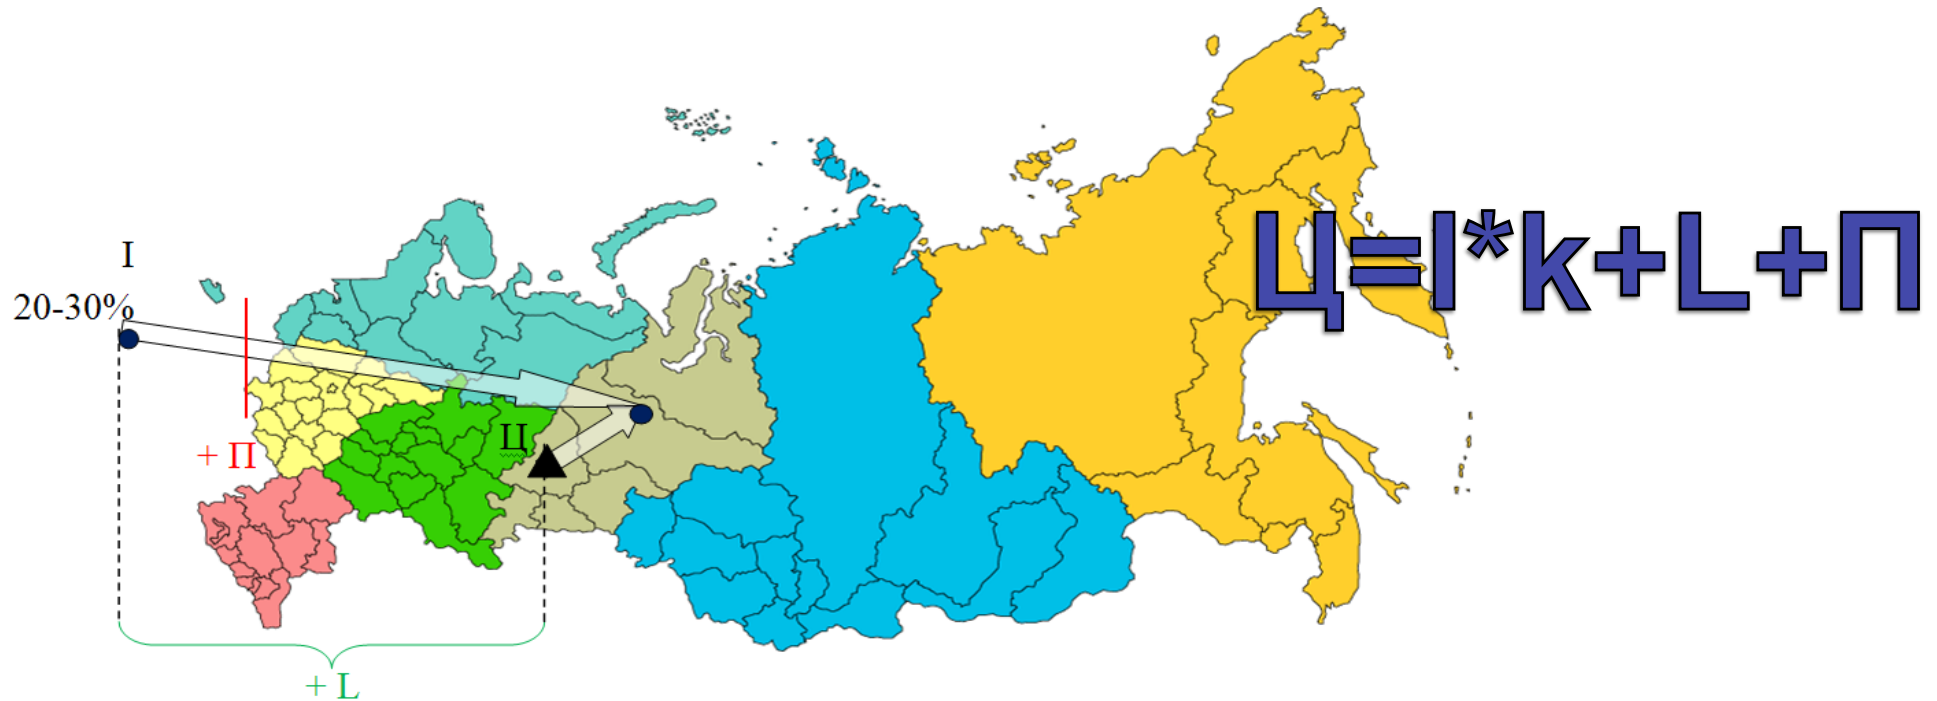 I
20-30%
+ П
Ц
+ L
Ц=I*k+L+П